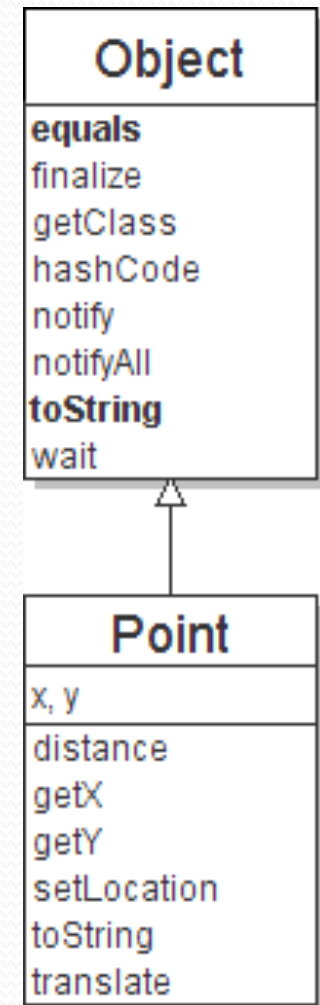 Object
equals
finalize
getClass
hashCode
notify
notifyAll
toString
wait
Point
x, y
distance
getX
getY
setLocation
toString
translate